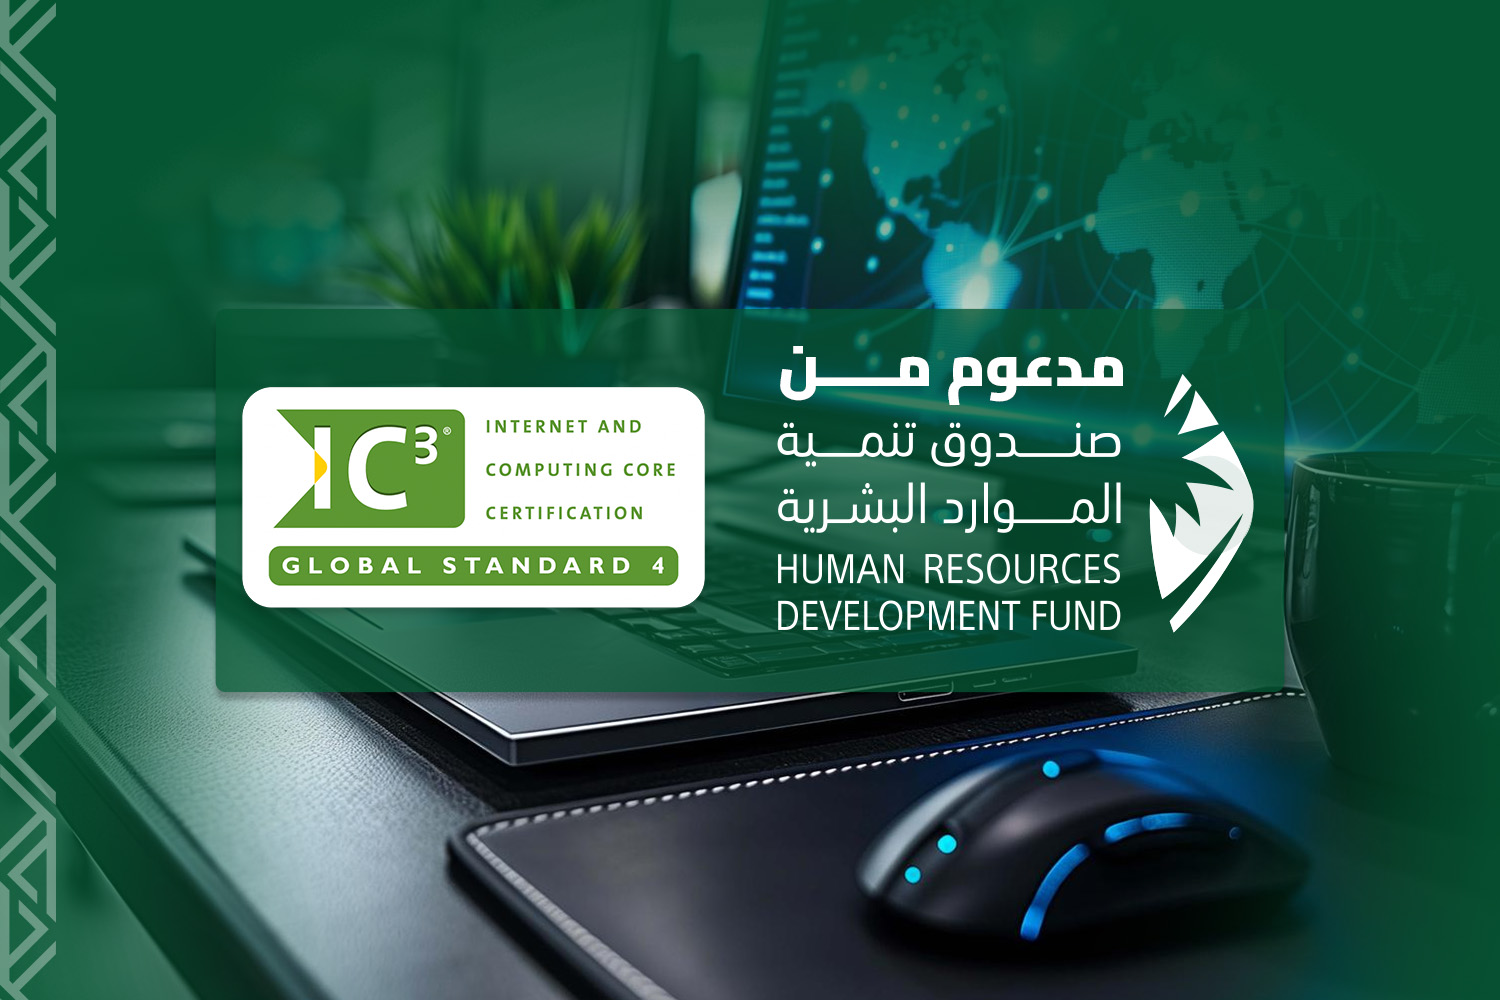 IC3®
INTERNET AND
COMPUTING CORE
CERTIFICATION
GLOBAL STANDARD 4
مدعوم من
صندوق تنمية
الموارد البشرية
HUMAN RESOURCES
DEVELOPMENT FUND